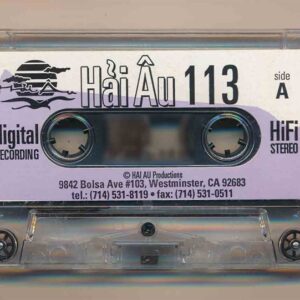 Hải Âu 113
side
A
digital
RECORDING
HiFi
STEREO
© HAI AU Productions
9842 Bolsa Ave #103, Westminster, CA 92683
tel.: (714) 531-8119 • fax: (714) 531-0511